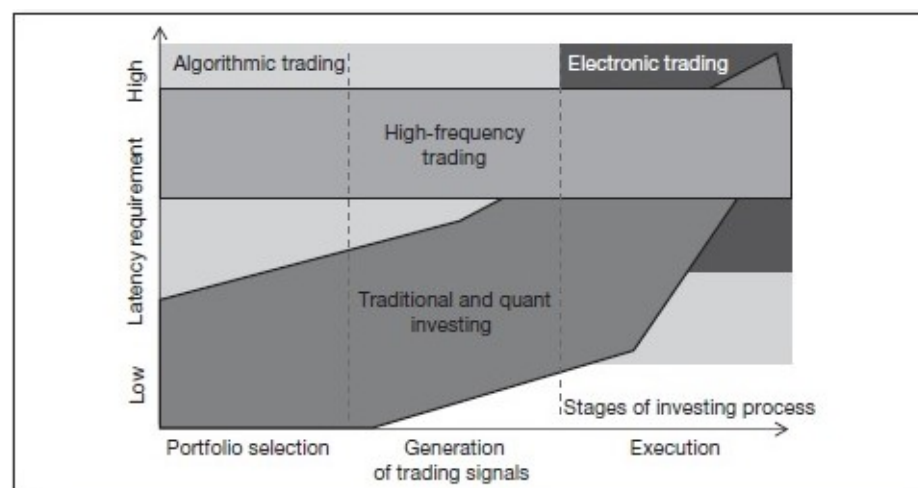 High
Latency requirement
Low
Algorithmic trading
Electronic trading
High-frequency
trading
Traditional and quant
investing
Stages of investing process
Portfolio selection
Generation
of trading signals
Execution